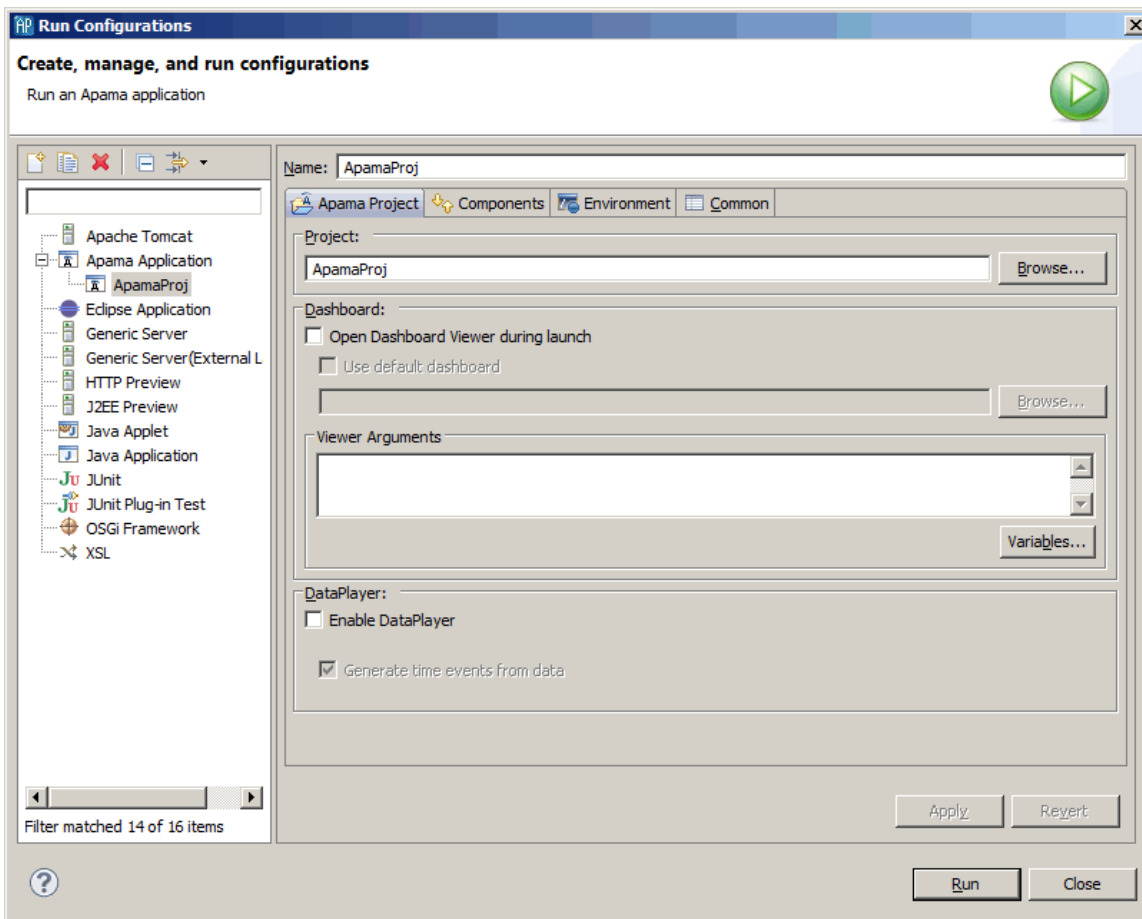 AP Run Configurations
Create, manage, and run configurations
Run an Apama application
Apache Tomcat
Apama Application
ApamaProj
Eclipse Application
Generic Server
Generic Server(External L
HTTP Preview
J2EE Preview
Java Applet
Java Application
JUnit
JUnit Plug-in Test
OSGi Framework
XSL
Filter matched 14 of 16 items
Name: ApamaProj
Apama Project Components Environment Common
Project:
ApamaProj Browse...
Dashboard:
Open Dashboard Viewer during launch
Use default dashboard
Browse...
Viewer Arguments
Variables...
DataPlayer:
Enable DataPlayer
Generate time events from data
Apply Revert
? Run Close